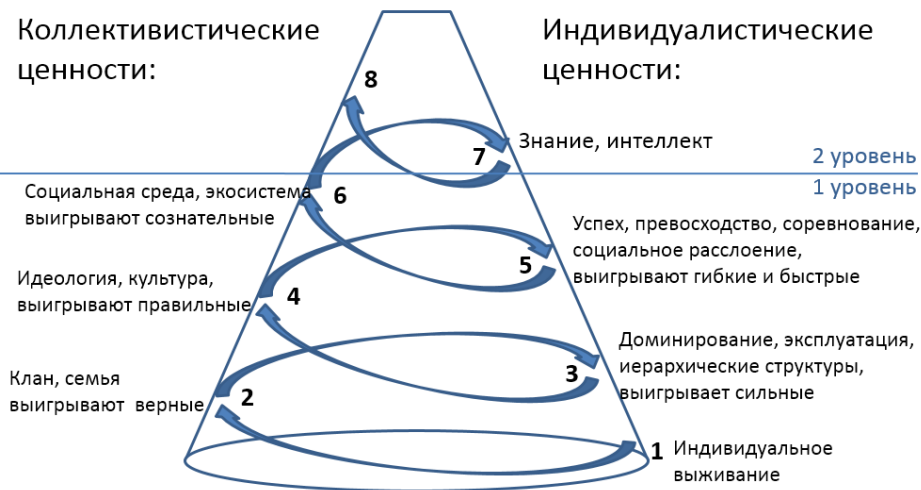 Коллективистические
ценности:
Индивидуалистические
ценности:
8
7
Знание, интеллект
2 уровень
1 уровень
Социальная среда, экосистема
выигрывают сознательные
6
Успех, превосходство, соревнование,
социальное расслоение,
выигрывают гибкие и быстрые
5
Идеология, культура,
выигрывают правильные
4
Доминирование, эксплуатация,
иерархические структуры,
выигрывает сильные
3
Клан, семья
выигрывают верные
2
1
Индивидуальное
выживание